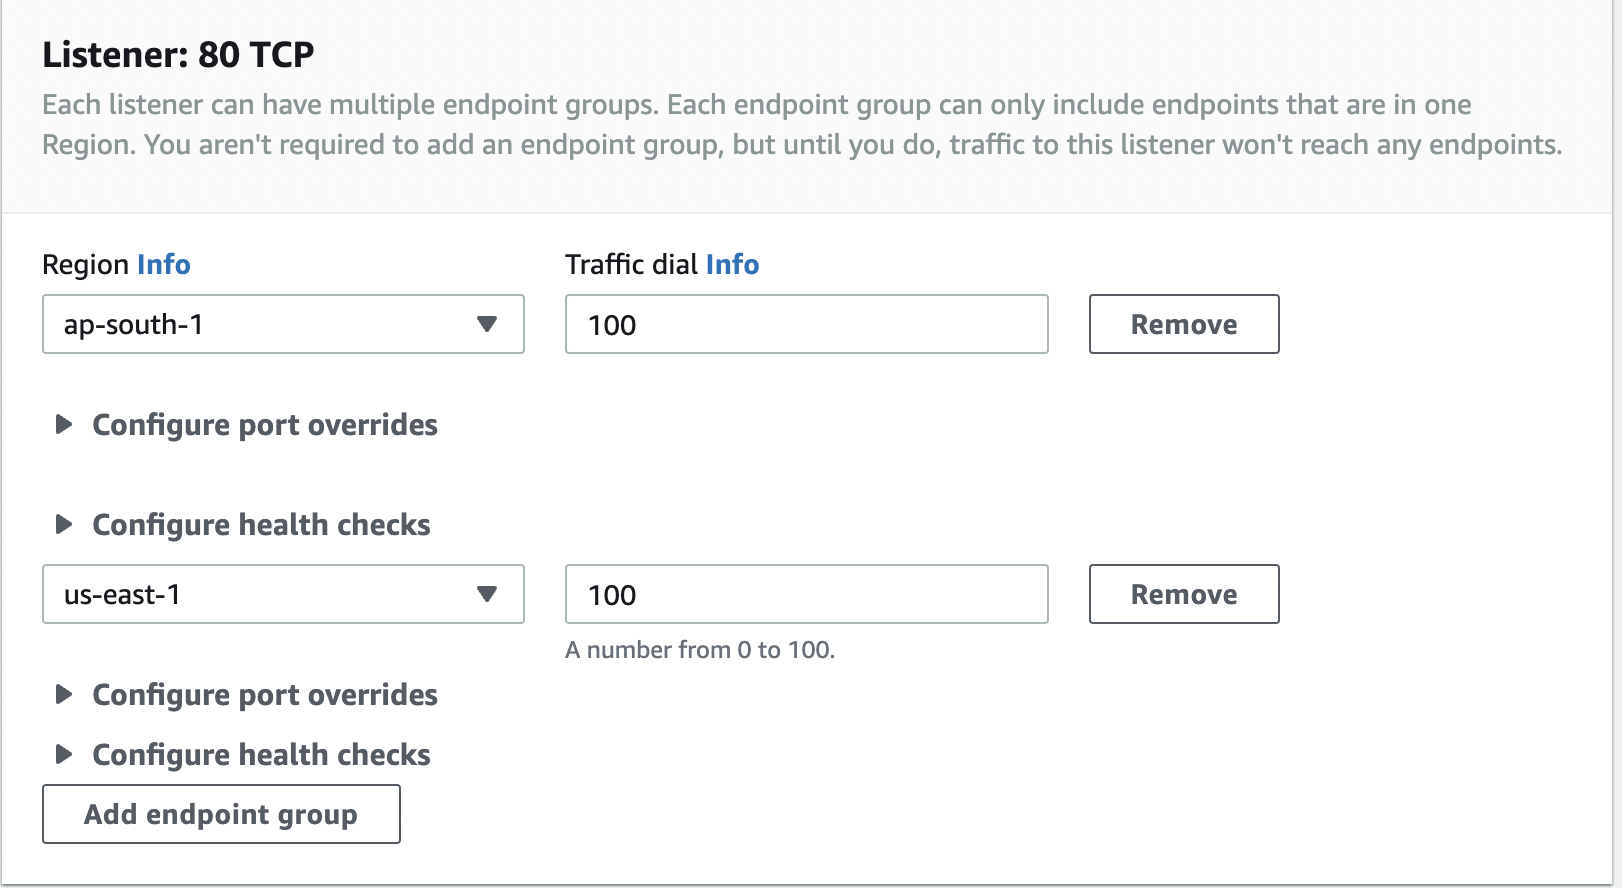 Listener: 80 TCP
Each listener can have multiple endpoint groups. Each endpoint group can only include endpoints that are in one
Region. You aren't required to add an endpoint group, but until you do, traffic to this listener won't reach any endpoints.
Region Info
Traffic dial Info
ap-south-1
100
Remove
Configure port overrides
Configure health checks
us-east-1
100
Remove
A number from 0 to 100.
Configure port overrides
Configure health checks
Add endpoint group